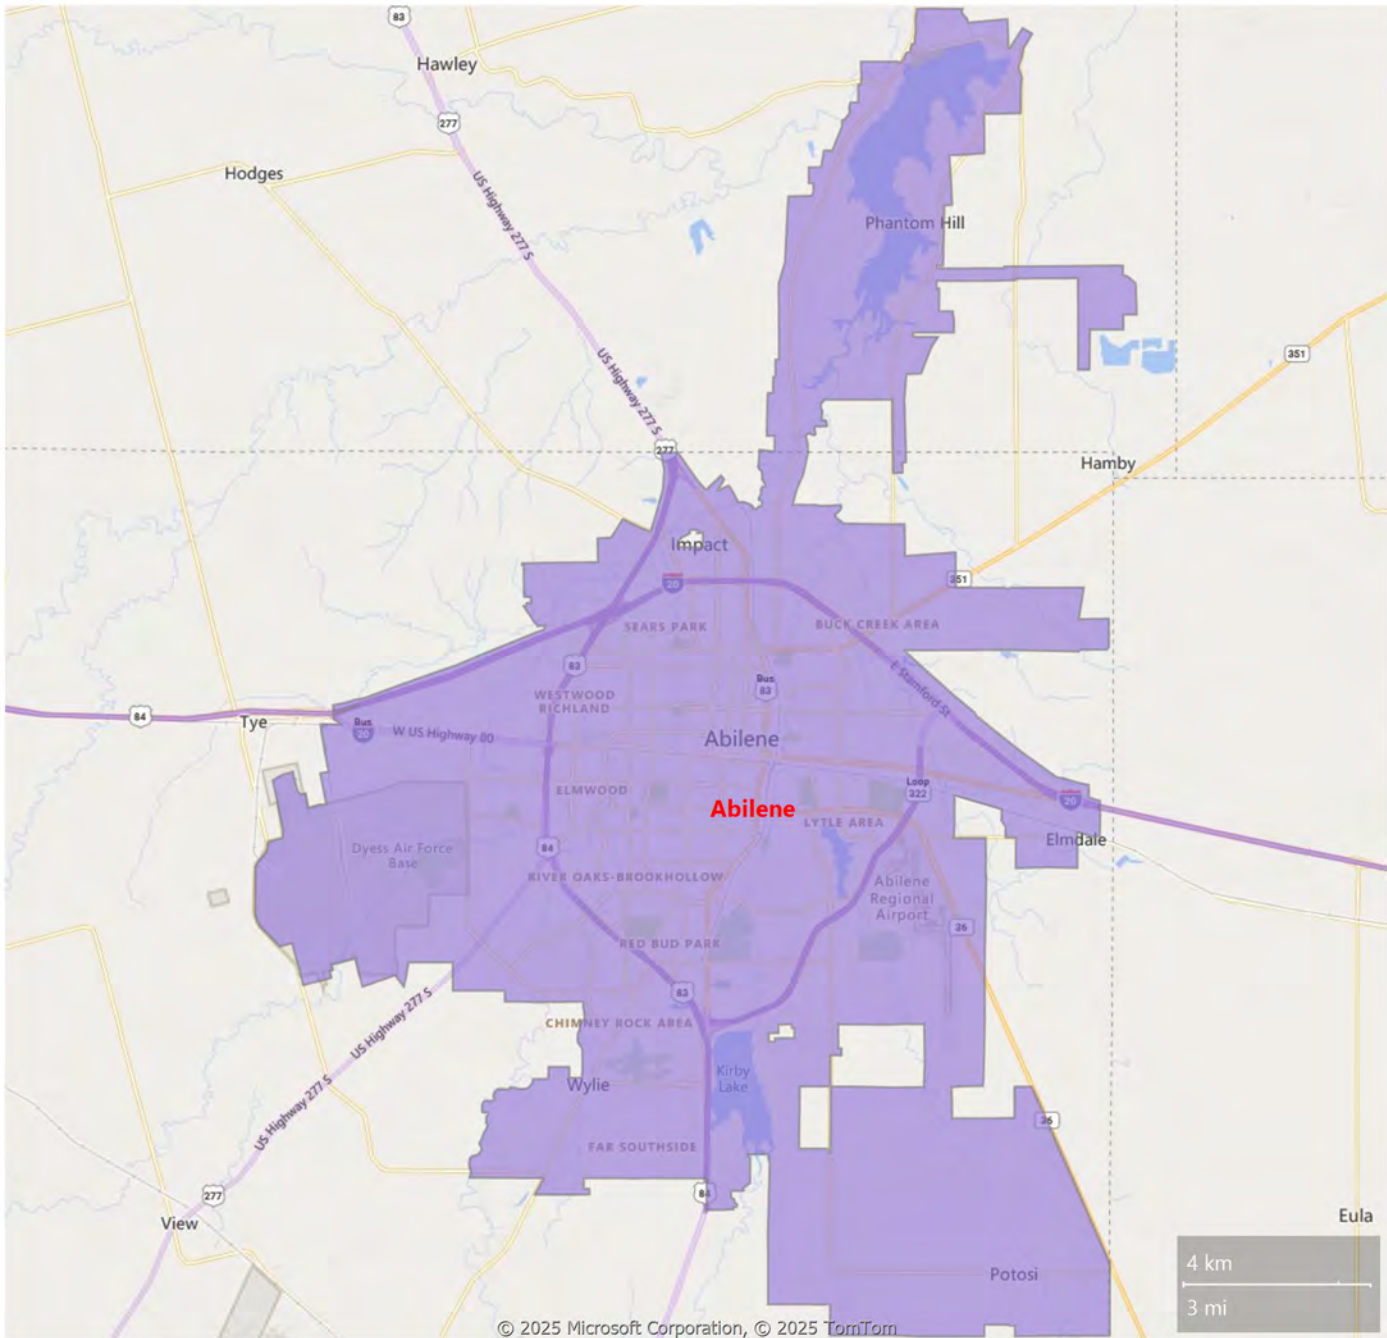 83
Hawley
277
Hodges
US Highway 277 S
Phantom Hill
US Highway 277 S
351
277
Hamby
Impact
20
351
SEARS PARK
BUCK CREEK AREA
83
E Stamford St
Bus
83
WESTWOOD
RICHLAND
84
Tye
Bus
20
W US Highway 80
Abilene
ELMWOOD
Loop
322
20
Abilene
LYTLE AREA
Elmdale
Dyess Air Force
Base
84
RIVER OAKS-BROOKHOLLOW
Abilene
Regional
Airport
36
RED BUD PARK
83
US Highway 277 S
CHIMNEY ROCK AREA
Kirby
Lake
Wylie
US Highway 277 S
36
FAR SOUTHSIDE
277
84
View
Eula
Potosi
4 km
3 mi
© 2025 Microsoft Corporation, © 2025 TomTom